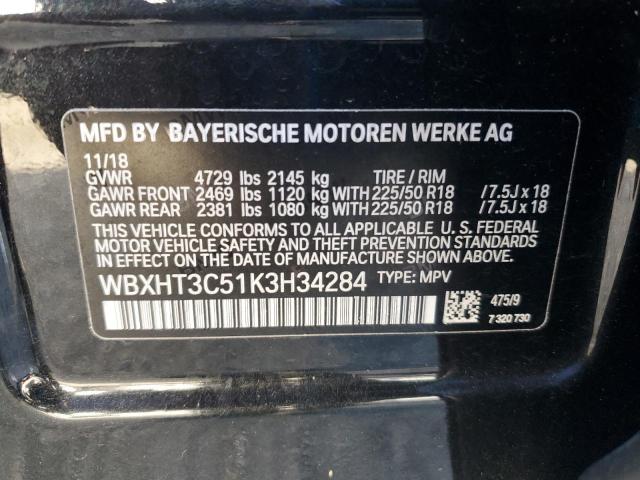 MFD BY BAYERISCHE MOTOREN WERKE AG
11/18
GVWR 4729 lbs 2145 kg TIRE / RIM
GAWR FRONT 2469 lbs 1120 kg WITH 225/50 R18 /7.5J x 18
GAWR REAR 2381 lbs 1080 kg WITH 225/50 R18 /7.5J x 18
THIS VEHICLE CONFORMS TO ALL APPLICABLE U. S. FEDERAL
MOTOR VEHICLE SAFETY AND THEFT PREVENTION STANDARDS
IN EFFECT ON THE DATE OF MANUFACTURE SHOWN ABOVE.
WBXHT3C51K3H34284 TYPE: MPV
475/9
7 320 730